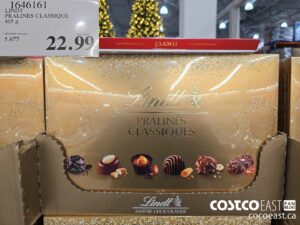 1646161
LINDT
PRALINES CLASSIQUE
405 g
5.677
22.99
Lindt
PRALINES
CLASSIQUES
Lindt
MAÎTRE CHOCOLATIER
COSTCO EAST
cocoeast.ca